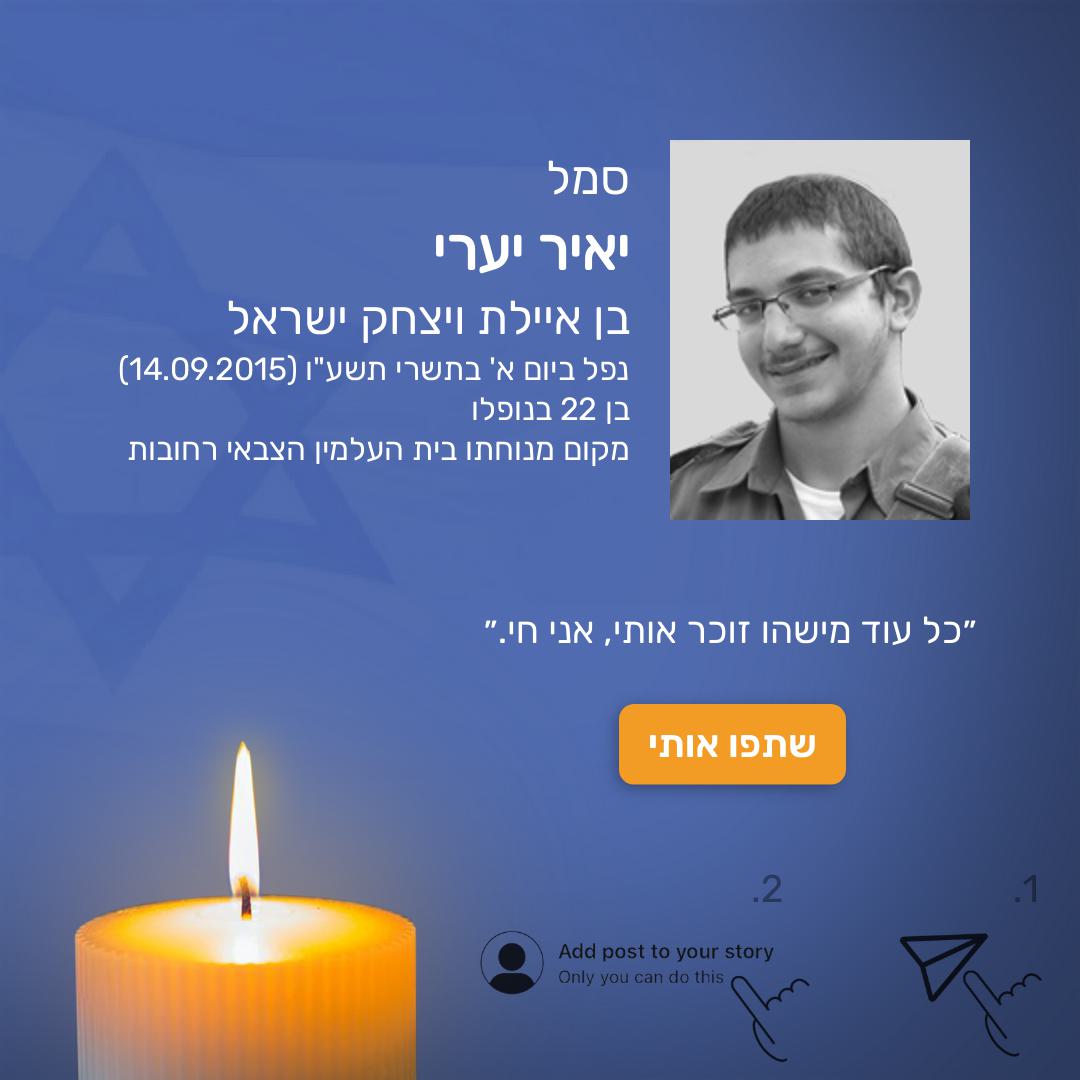 סמל
יאיר יערי
בן איילת ויצחק ישראל
נפל ביום א' בתשרי תשע"ו (14.09.2015)
בן 22 בנופלו
מקום מנוחתו בית העלמין הצבאי רחובות
״כל עוד מישהו זוכר אותי, אני חי.״
שתפו אותי
1.
2.
Add post to your story
Only you can do this